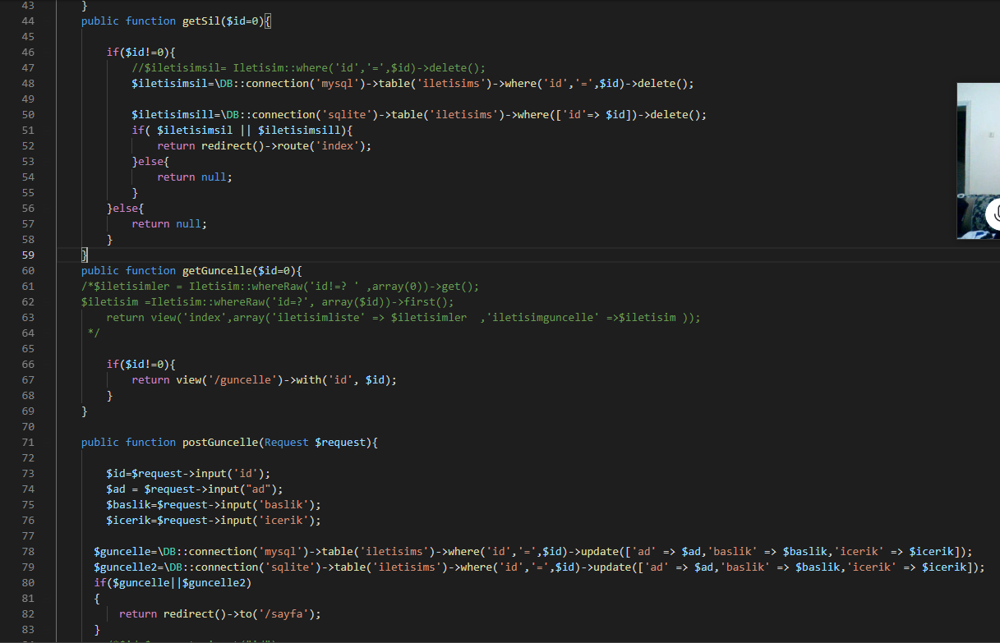 43 }
44 public function getSil($id=0){
45
46 if($id!=0){
47 //$iletisimsil= Iletisim::where('id','=',$id)->delete();
48 $iletisimsil=\DB::connection('mysql')->table('iletisims')->where('id','=',$id)->delete();
49
50 $iletisimsill=\DB::connection('sqlite')->table('iletisims')->where(['id'=> $id])->delete();
51 if( $iletisimsil || $iletisimsill){
52 return redirect()->route('index');
53 }else{
54 return null;
55 }
56 }else{
57 return null;
58 }
59 }
60 public function getGuncelle($id=0){
61 /*$iletisimler = Iletisim::whereRaw('id!=? ' ,array(0))->get();
62 $iletisim =Iletisim::whereRaw('id=?', array($id))->first();
63 return view('index',array('iletisimliste' => $iletisimler  ,'iletisimguncelle' =>$iletisim ));
64 */
65
66 if($id!=0){
67 return view('/guncelle')->with('id', $id);
68 }
69 }
70
71 public function postGuncelle(Request $request){
72
73 $id=$request->input('id');
74 $ad = $request->input("ad");
75 $baslik=$request->input('baslik');
76 $icerik=$request->input('icerik');
77
78 $guncelle=\DB::connection('mysql')->table('iletisims')->where('id','=',$id)->update(['ad' => $ad,'baslik' => $baslik,'icerik' => $icerik]);
79 $guncelle2=\DB::connection('sqlite')->table('iletisims')->where('id','=',$id)->update(['ad' => $ad,'baslik' => $baslik,'icerik' => $icerik]);
80 if($guncelle||$guncelle2)
81 {
82 return redirect()->to('/sayfa');
83 }